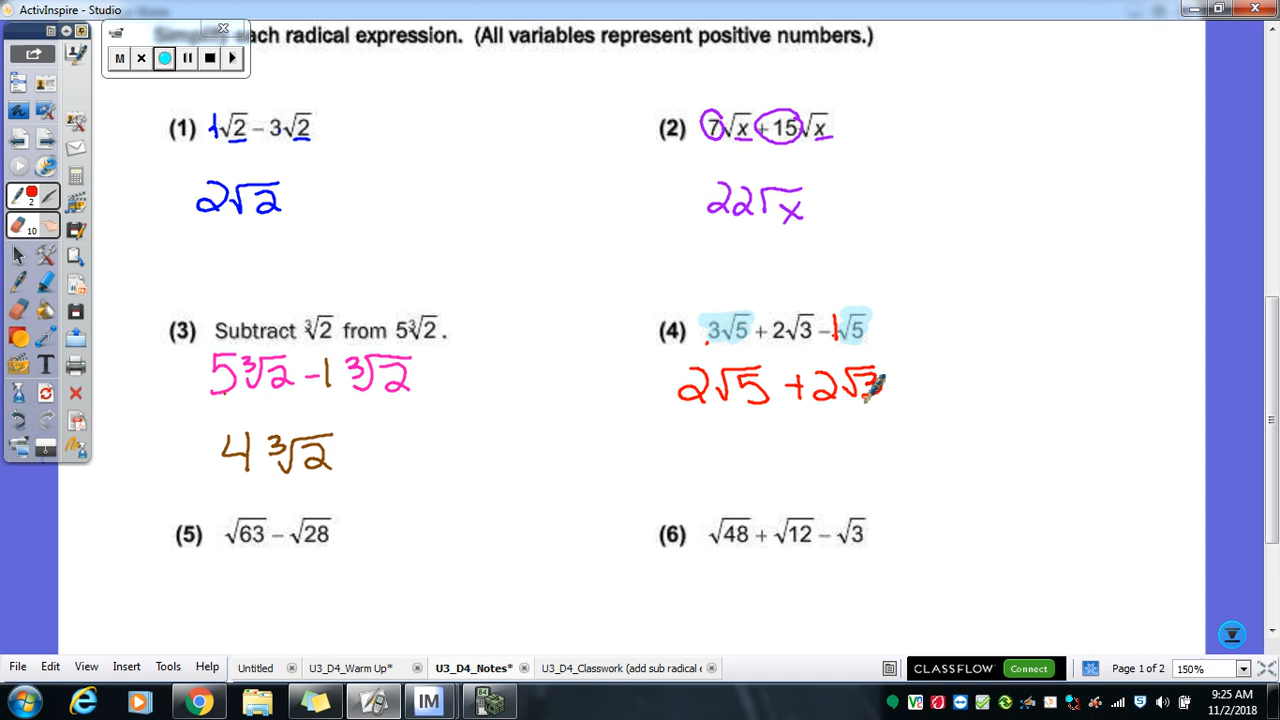 ActivInspire - Studio
each radical expression. (All variables represent positive numbers.)
(1) 1√2 – 3√2
2√2
(2) 7√x + 15√x
22√x
(3) Subtract ∛2 from 5∛2.
5∛2 – 1∛2
4∛2
(4) 3√5 + 2√3 – 1√5
2√5 + 2√3
(5) √63 – √28
(6) √48 + √12 – √3
File Edit View Insert Tools Help
Untitled
U3_D4_Warm Up*
U3_D4_Notes*
U3_D4_Classwork (add sub radical
CLASSFLOW Connect
Page 1 of 2
150%
IM
9:25 AM
11/2/2018
M
2
10
T
84